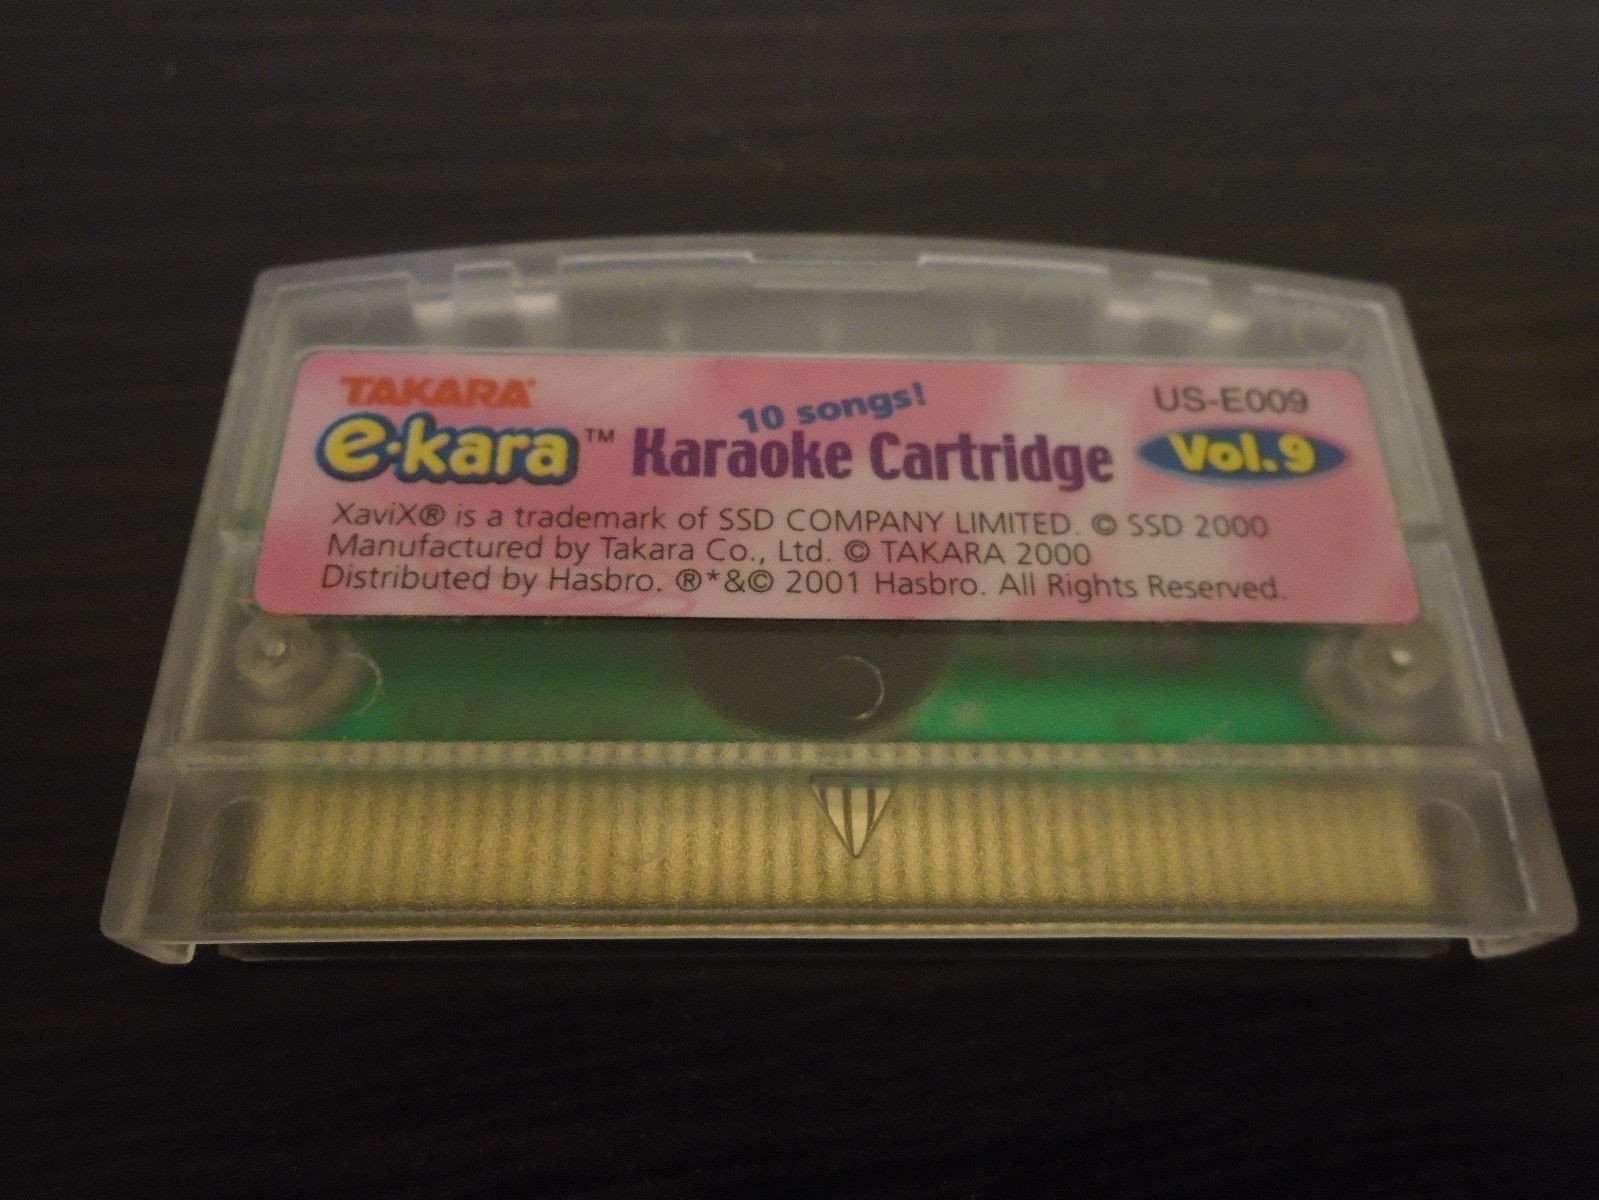 TAKARA®
10 songs!
US-E009
e·kara™ Karaoke Cartridge Vol.9
XaviX® is a trademark of SSD COMPANY LIMITED. © SSD 2000
Manufactured by Takara Co., Ltd. © TAKARA 2000
Distributed by Hasbro. ®*&© 2001 Hasbro. All Rights Reserved.